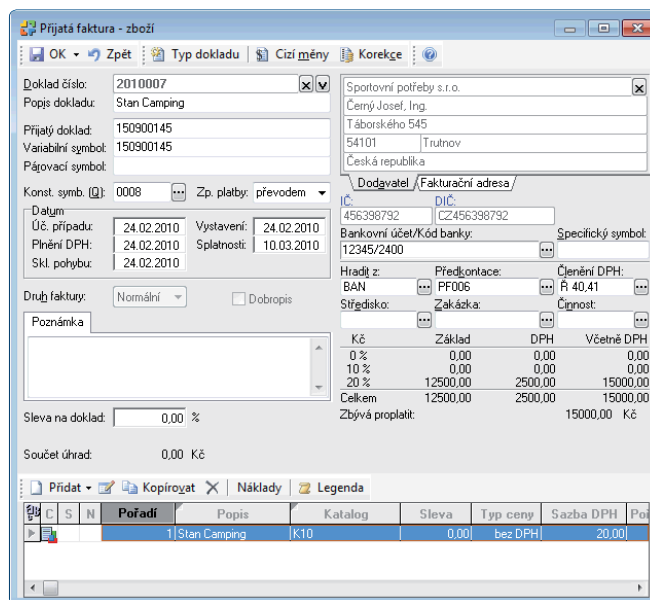 Přijatá faktura - zboží
OK Zpět Typ dokladu Cizí měny Korekce
Doklad číslo: 2010007
Popis dokladu: Stan Camping
Přijatý doklad: 150900145
Variabilní symbol: 150900145
Párovací symbol:
Konst. symb. (Q): 0008 ... Zp. platby: převodem
Datum
Úč. případu: 24.02.2010 Vystavení: 24.02.2010
Plnění DPH: 24.02.2010 Splatnosti: 10.03.2010
Skl. pohybu: 24.02.2010
Druh faktury: Normální Dobropis
Poznámka
Sleva na doklad: 0,00 %
Součet úhrad: 0,00 Kč
Sportovní potřeby s.r.o.
Černý Josef, Ing.
Táborského 545
54101 Trutnov
Česká republika
Dodavatel Fakturační adresa
IČ: DIČ:
456398792 CZ456398792
Bankovní účet/Kód banky: Specifický symbol:
12345/2400 ...
Hradit z: Předkontace: Členění DPH:
BAN ... PF006 ... Ř 40,41 ...
Středisko: Zakázka: Činnost:
... ... ...
Kč Základ DPH Včetně DPH
0 % 0,00 0,00 0,00
10 % 0,00 0,00 0,00
20 % 12500,00 2500,00 15000,00
Celkem 12500,00 2500,00 15000,00
Zbývá proplatit: 15000,00 Kč
Přidat Kopírovat Náklady Legenda
C S N Pořadí Popis Katalog Sleva Typ ceny Sazba DPH
1 Stan Camping K10 0,00 bez DPH 20,00